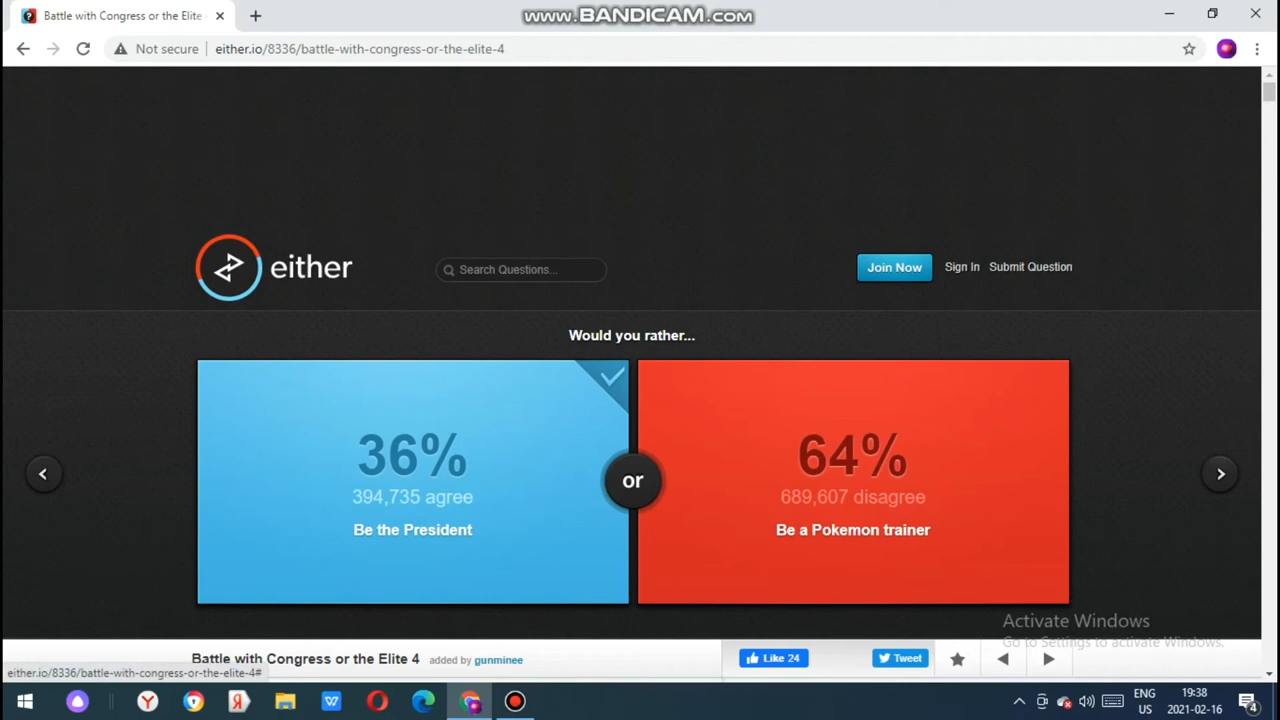 www.BANDICAM.com
Battle with Congress or the Elite
Not secure
either.io/8336/battle-with-congress-or-the-elite-4
either
Search Questions...
Join Now
Sign In
Submit Question
Would you rather...
36%
394,735 agree
Be the President
or
64%
689,607 disagree
Be a Pokemon trainer
Activate Windows
Go to Settings to activate Windows.
Battle with Congress or the Elite 4
added by gunminee
Like 24
Tweet
either.io/8336/battle-with-congress-or-the-elite-4#
ENG
US
19:38
2021-02-16
4